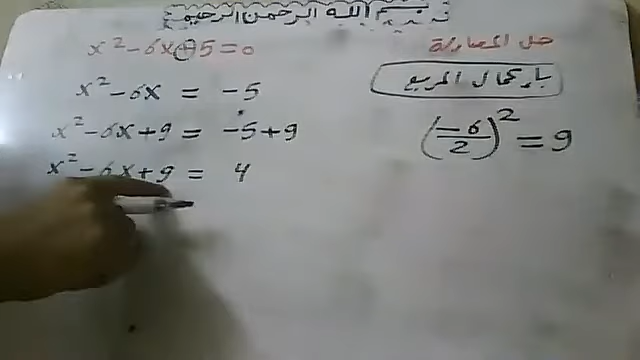 بسم الله الرحمن الرحيم
حل المعادلة
x² - 6x + 5 = 0
بإكمال المربع
x² - 6x = -5
x² - 6x + 9 = -5 + 9
(-6/2)² = 9
x² - 6x + 9 = 4